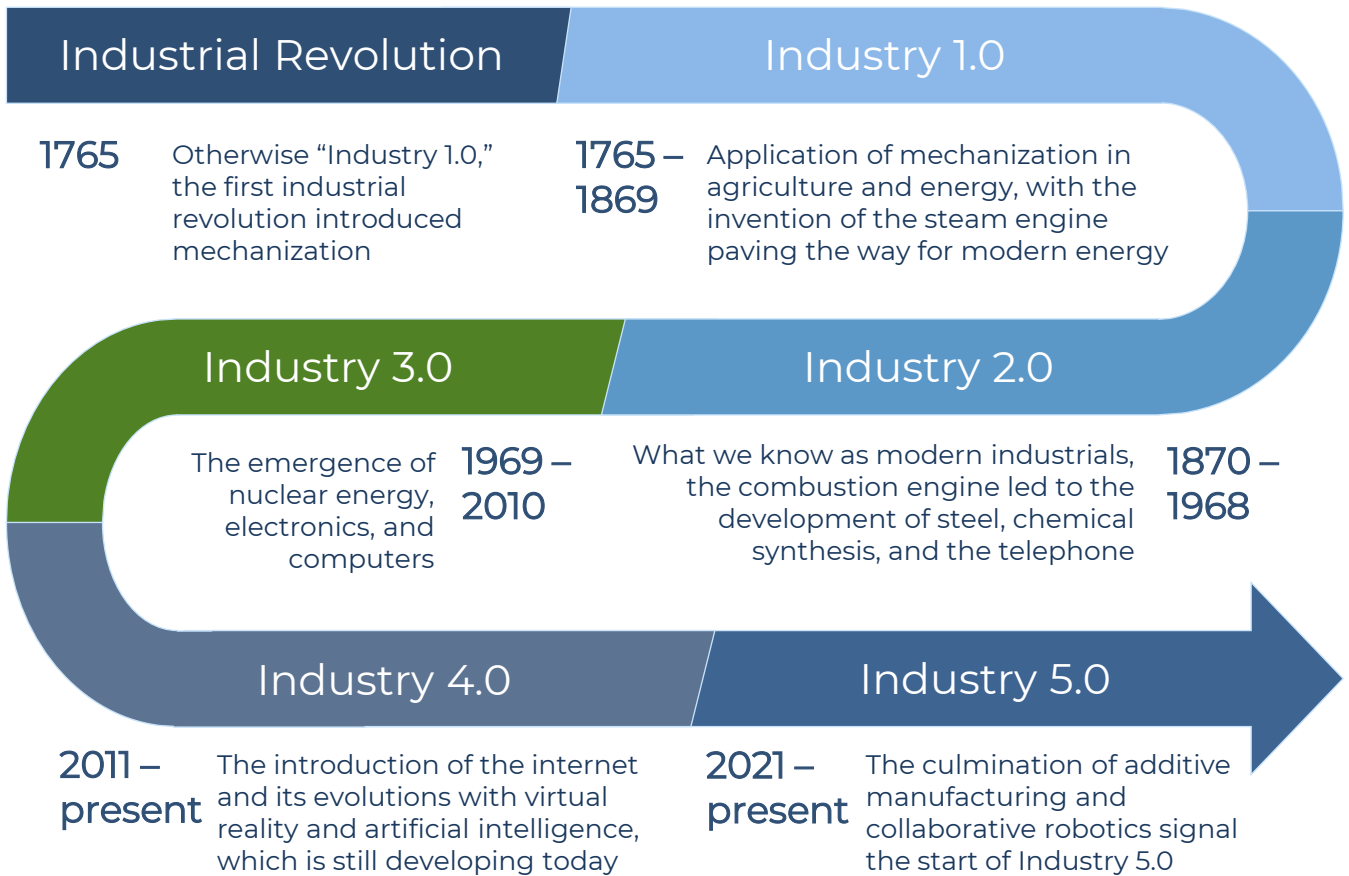 Industrial Revolution
Industry 1.0
1765
Otherwise “Industry 1.0,”
the first industrial
revolution introduced
mechanization
1765 –
1869
Application of mechanization in
agriculture and energy, with the
invention of the steam engine
paving the way for modern energy
Industry 3.0
Industry 2.0
The emergence of
nuclear energy,
electronics, and
computers
1969 –
2010
What we know as modern industrials,
the combustion engine led to the
development of steel, chemical
synthesis, and the telephone
1870 –
1968
Industry 4.0
Industry 5.0
2011 –
present
The introduction of the internet
and its evolutions with virtual
reality and artificial intelligence,
which is still developing today
2021 –
present
The culmination of additive
manufacturing and
collaborative robotics signal
the start of Industry 5.0